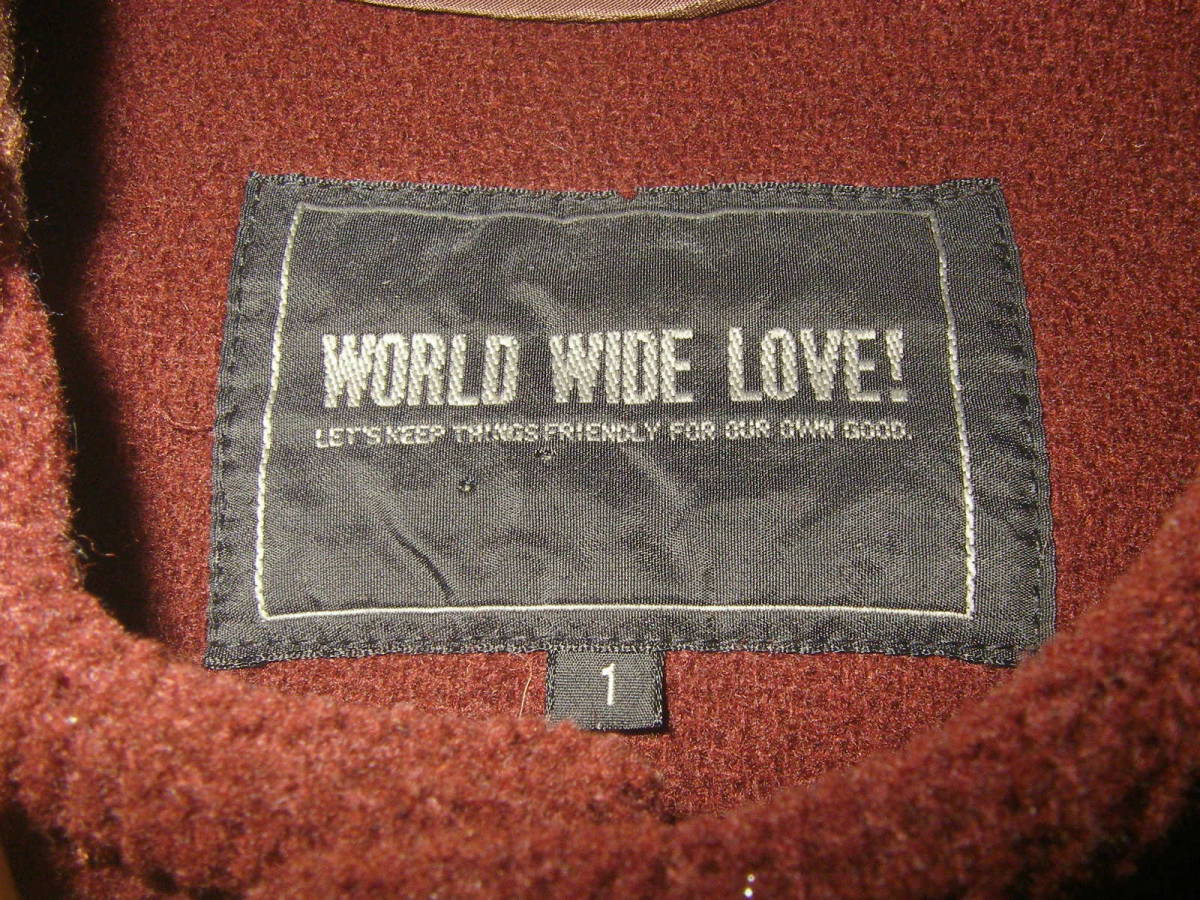 WORLD WIDE LOVE!
LET'S KEEP THINGS FRIENDLY FOR OUR OWN GOOD.
1